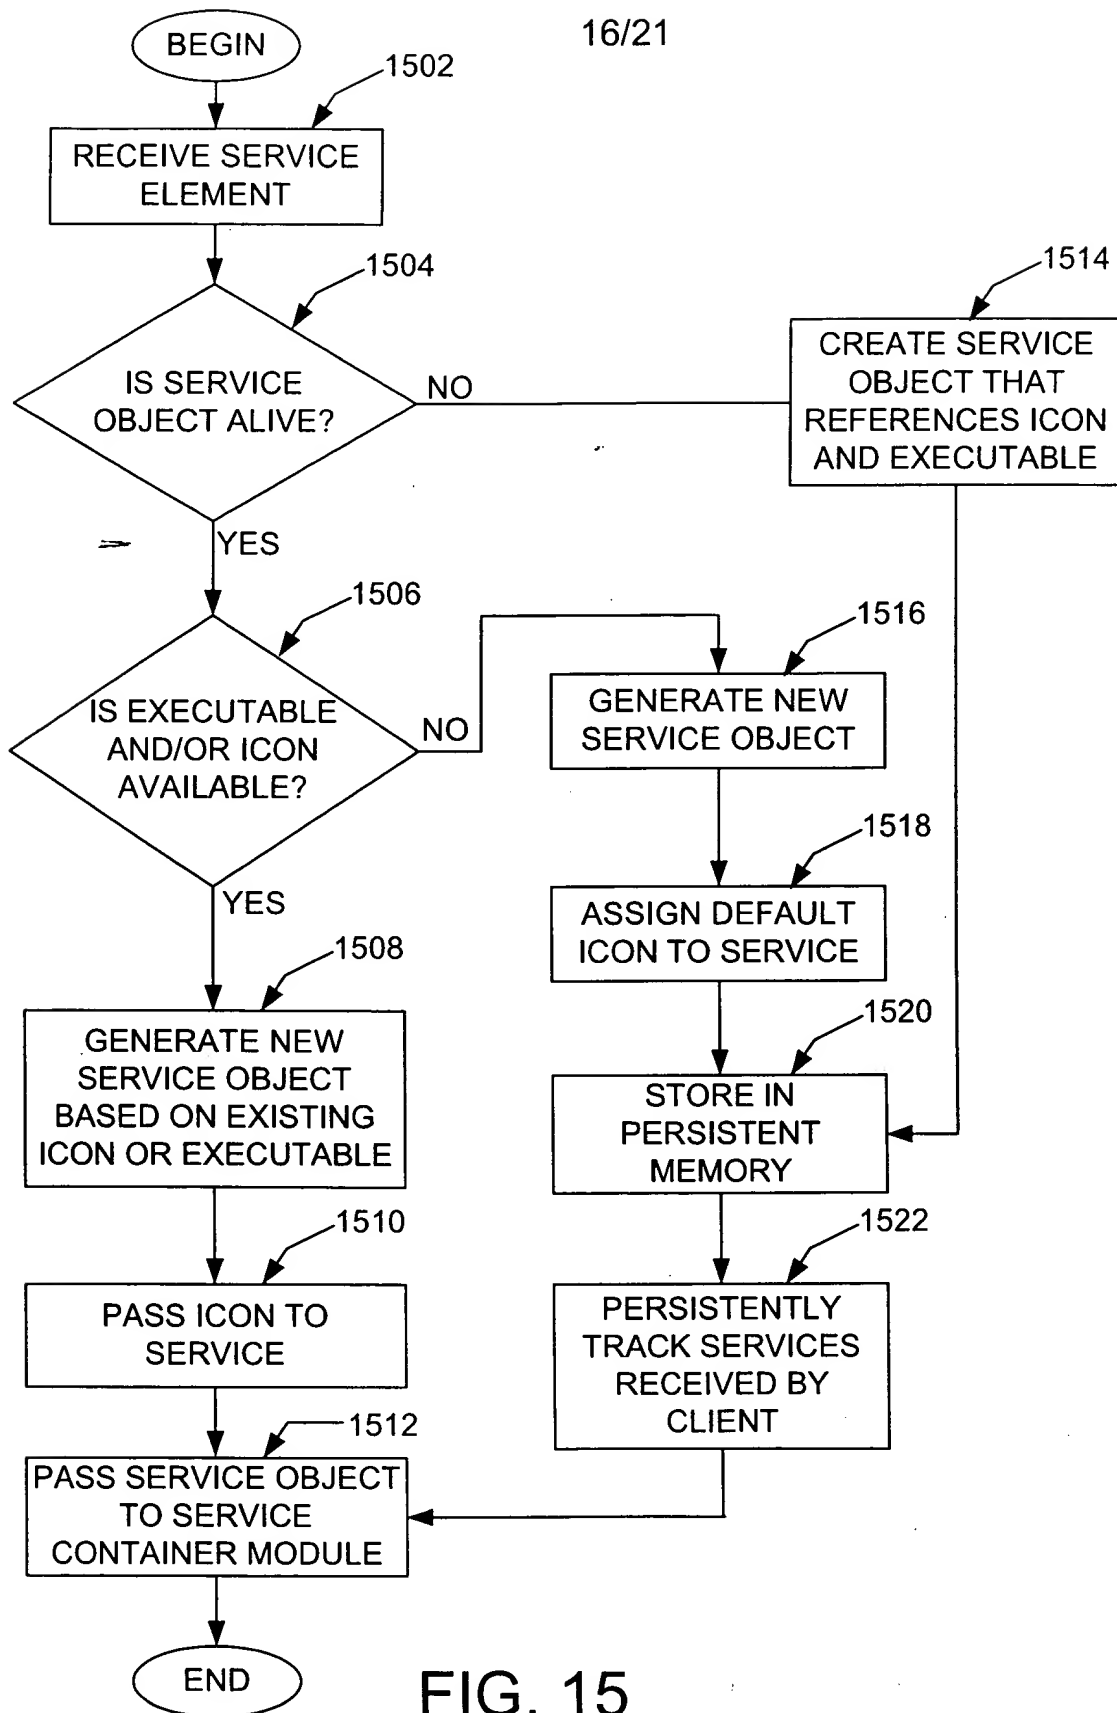 16/21
BEGIN
1502
RECEIVE SERVICE
ELEMENT
1504
IS SERVICE
OBJECT ALIVE?
NO
YES
1514
CREATE SERVICE
OBJECT THAT
REFERENCES ICON
AND EXECUTABLE
1506
IS EXECUTABLE
AND/OR ICON
AVAILABLE?
NO
YES
1516
GENERATE NEW
SERVICE OBJECT
1518
ASSIGN DEFAULT
ICON TO SERVICE
1508
GENERATE NEW
SERVICE OBJECT
BASED ON EXISTING
ICON OR EXECUTABLE
1520
STORE IN
PERSISTENT
MEMORY
1510
PASS ICON TO
SERVICE
1522
PERSISTENTLY
TRACK SERVICES
RECEIVED BY
CLIENT
1512
PASS SERVICE OBJECT
TO SERVICE
CONTAINER MODULE
END
FIG. 15